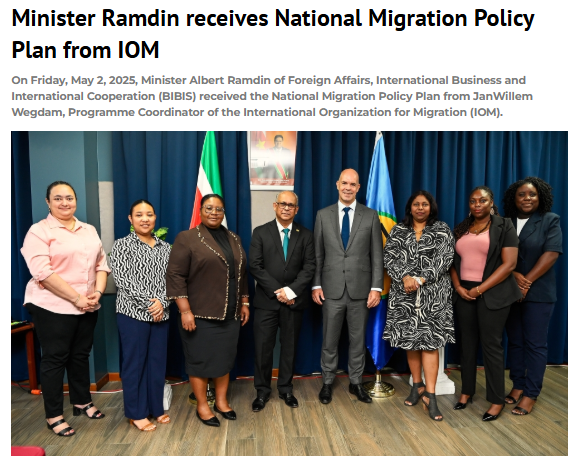 Minister Ramdin receives National Migration Policy
Plan from IOM
On Friday, May 2, 2025, Minister Albert Ramdin of Foreign Affairs, International Business and
International Cooperation (BIBIS) received the National Migration Policy Plan from JanWillem
Wegdam, Programme Coordinator of the International Organization for Migration (IOM).